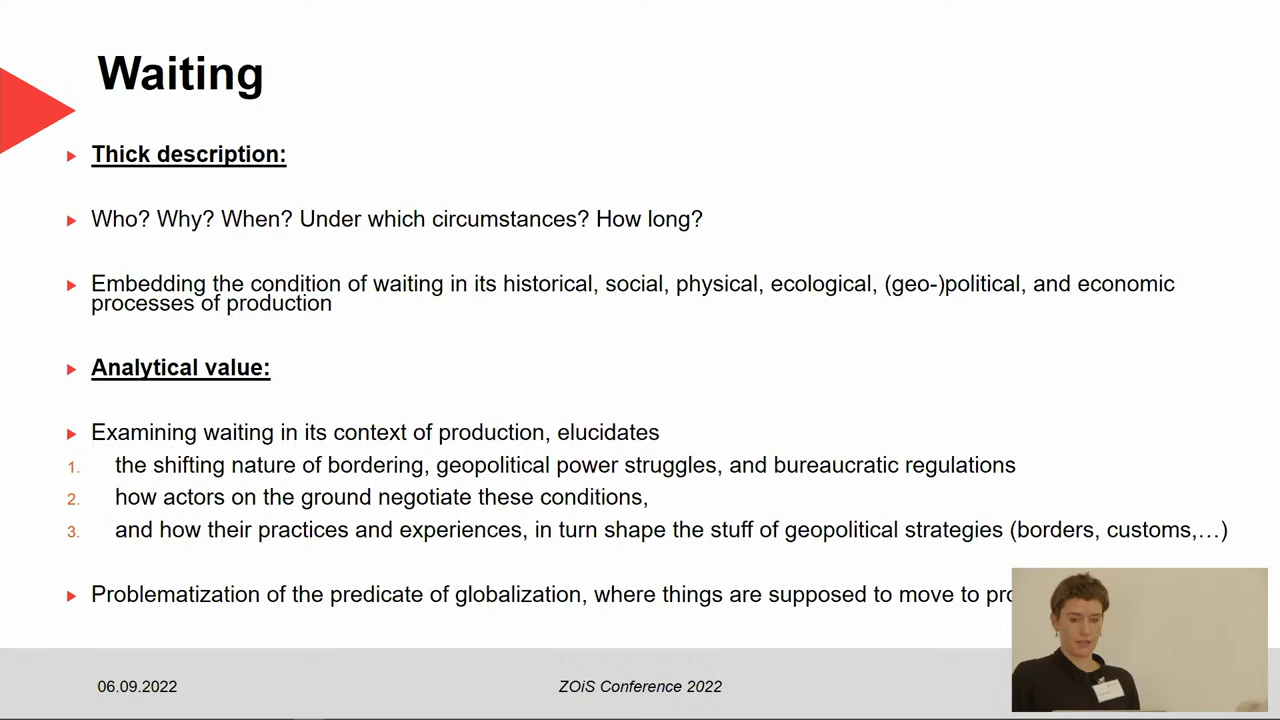 Waiting
Thick description:
Who? Why? When? Under which circumstances? How long?
Embedding the condition of waiting in its historical, social, physical, ecological, (geo-)political, and economic
processes of production
Analytical value:
Examining waiting in its context of production, elucidates
1. the shifting nature of bordering, geopolitical power struggles, and bureaucratic regulations
2. how actors on the ground negotiate these conditions,
3. and how their practices and experiences, in turn shape the stuff of geopolitical strategies (borders, customs,…)
Problematization of the predicate of globalization, where things are supposed to move to
06.09.2022
ZOiS Conference 2022